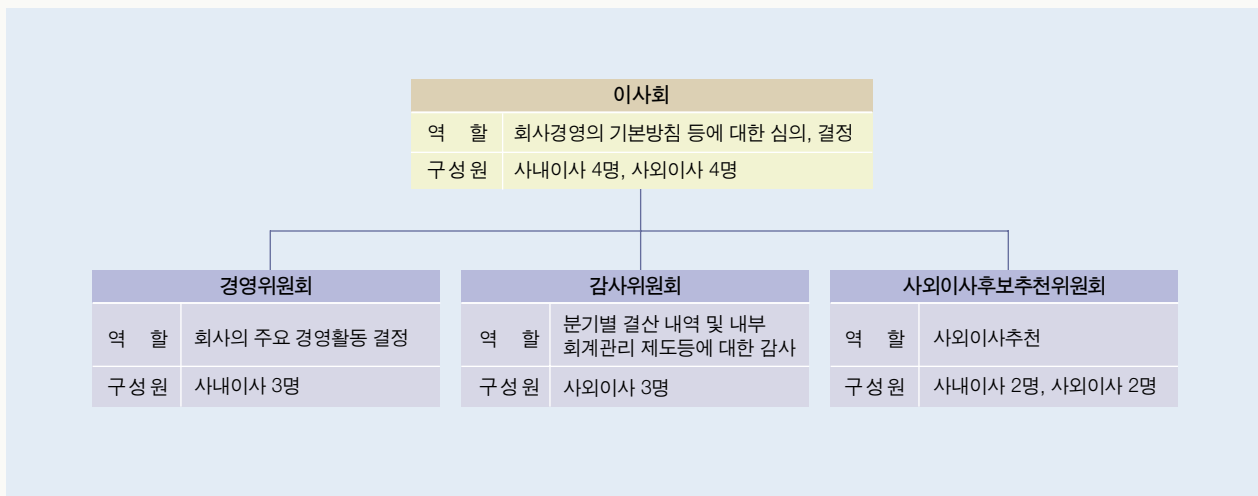 이사회
역 할 회사경영의 기본방침 등에 대한 심의, 결정
구성원 사내이사 4명, 사외이사 4명
경영위원회
역 할 회사의 주요 경영활동 결정
구성원 사내이사 3명
감사위원회
역 할 분기별 결산 내역 및 내부
회계관리 제도등에 대한 감사
구성원 사외이사 3명
사외이사후보추천위원회
역 할 사외이사추천
구성원 사내이사 2명, 사외이사 2명